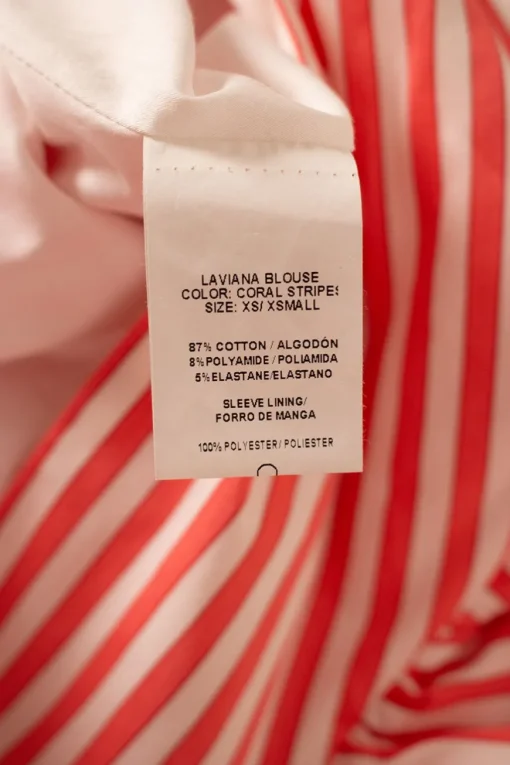 LAVIANA BLOUSE
COLOR: CORAL STRIPES
SIZE: XS/ XSMALL
87% COTTON / ALGODÓN
8% POLYAMIDE / POLIAMIDA
5% ELASTANE/ELASTANO
SLEEVE LINING/
FORRO DE MANGA
100% POLYESTER/ POLIESTER